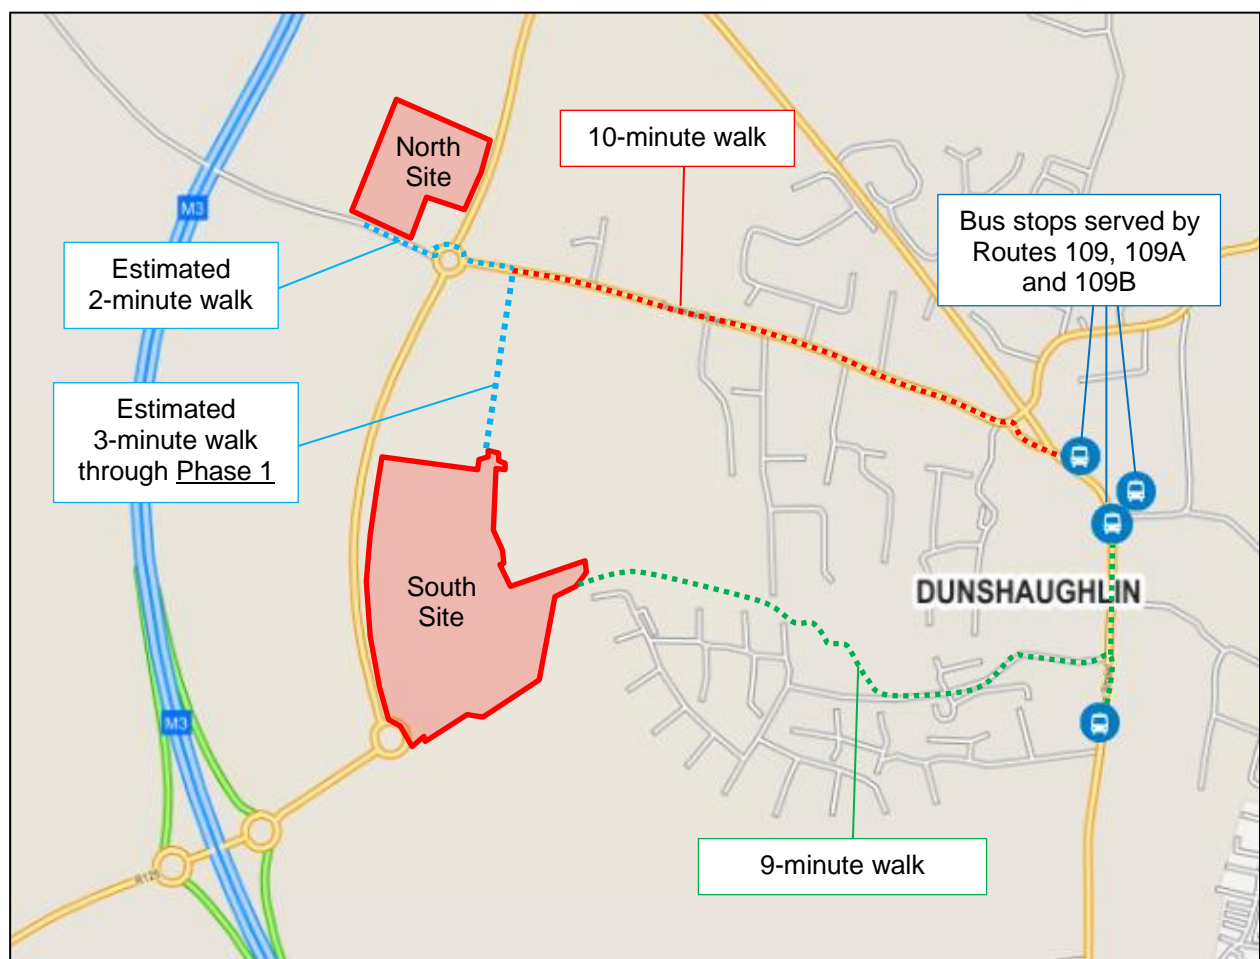 North
Site
10-minute walk
Bus stops served by
Routes 109, 109A
and 109B
M3
Estimated
2-minute walk
Estimated
3-minute walk
through Phase 1
South
Site
DUNSHAUGHLIN
M3
9-minute walk
R125